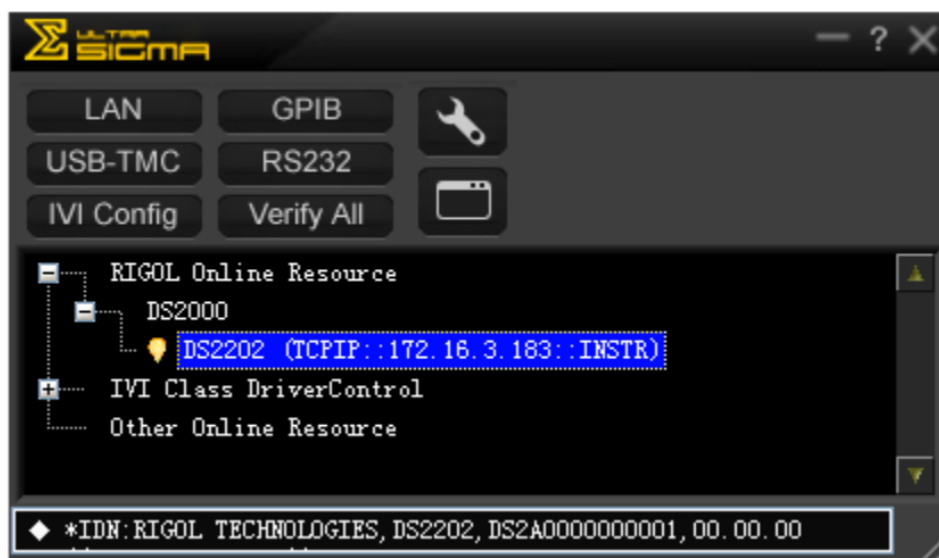 ULTRA
SIGMA
?
LAN
GPIB
USB-TMC
RS232
IVI Config
Verify All
RIGOL Online Resource
DS2000
DS2202 (TCPIP::172.16.3.183::INSTR)
IVI Class DriverControl
Other Online Resource
*IDN:RIGOL TECHNOLOGIES,DS2202,DS2A0000000001,00.00.00